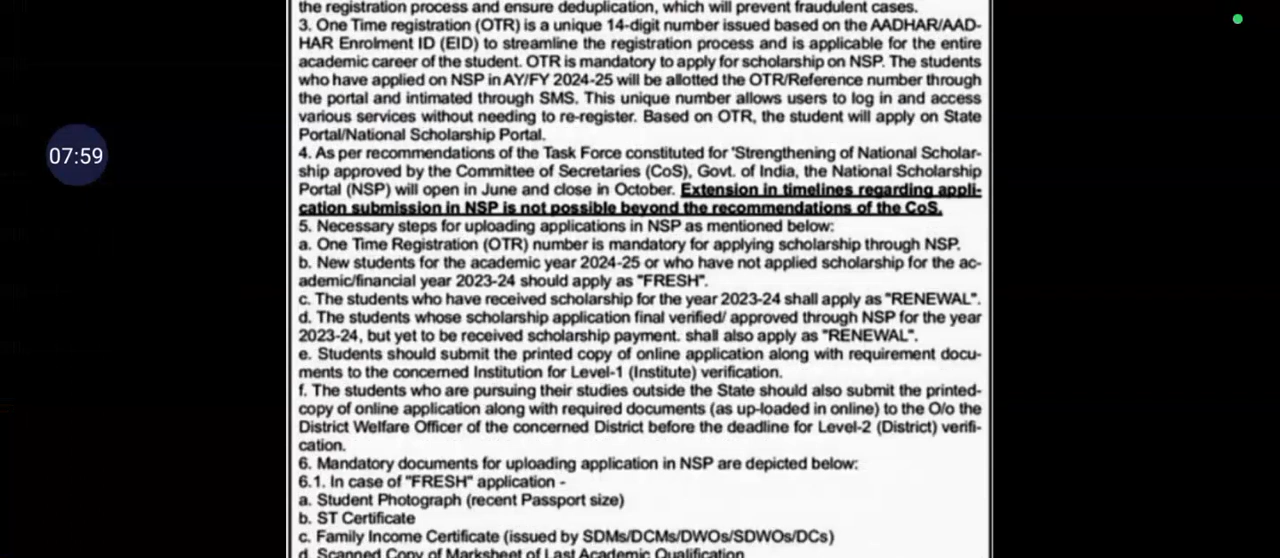 the registration process and ensure deduplication, which will prevent fraudulent cases.
3. One Time registration (OTR) is a unique 14-digit number issued based on the AADHAR/AAD-
HAR Enrolment ID (EID) to streamline the registration process and is applicable for the entire
academic career of the student. OTR is mandatory to apply for scholarship on NSP. The students
who have applied on NSP in AY/FY 2024-25 will be allotted the OTR/Reference number through
the portal and intimated through SMS. This unique number allows users to log in and access
various services without needing to re-register. Based on OTR, the student will apply on State
Portal/National Scholarship Portal.
07:59
4. As per recommendations of the Task Force constituted for 'Strengthening of National Scholar-
ship approved by the Committee of Secretaries (CoS), Govt. of India, the National Scholarship
Portal (NSP) will open in June and close in October. Extension in timelines regarding appli-
cation submission in NSP is not possible beyond the recommendations of the CoS.
5. Necessary steps for uploading applications in NSP as mentioned below:
a. One Time Registration (OTR) number is mandatory for applying scholarship through NSP.
b. New students for the academic year 2024-25 or who have not applied scholarship for the ac-
ademic/financial year 2023-24 should apply as "FRESH".
c. The students who have received scholarship for the year 2023-24 shall apply as "RENEWAL".
d. The students whose scholarship application final verified/ approved through NSP for the year
2023-24, but yet to be received scholarship payment. shall also apply as "RENEWAL".
e. Students should submit the printed copy of online application along with requirement docu-
ments to the concerned Institution for Level-1 (Institute) verification.
f. The students who are pursuing their studies outside the State should also submit the printed-
copy of online application along with required documents (as up-loaded in online) to the O/o the
District Welfare Officer of the concerned District before the deadline for Level-2 (District) verifi-
cation.
6. Mandatory documents for uploading application in NSP are depicted below:
6.1. In case of "FRESH" application -
a. Student Photograph (recent Passport size)
b. ST Certificate
c. Family Income Certificate (issued by SDMs/DCMs/DWOs/SDWOs/DCs)
d. Scanned Copy of Marksheet of Last Academic Qualification